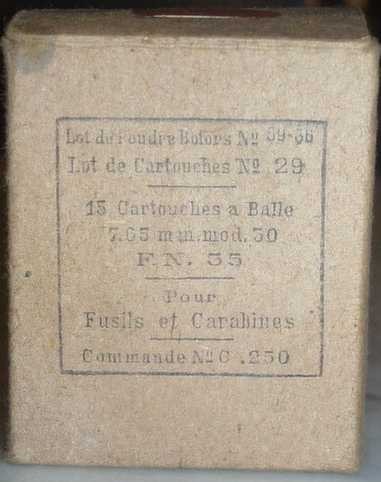 Lot de Poudre Bofors No 99-36
Lot de Cartouches No 29
15 Cartouches a Balle
7.65 m.m. mod. 30
F.N. 35
Pour
Fusils et Carabines
Commande No C .250